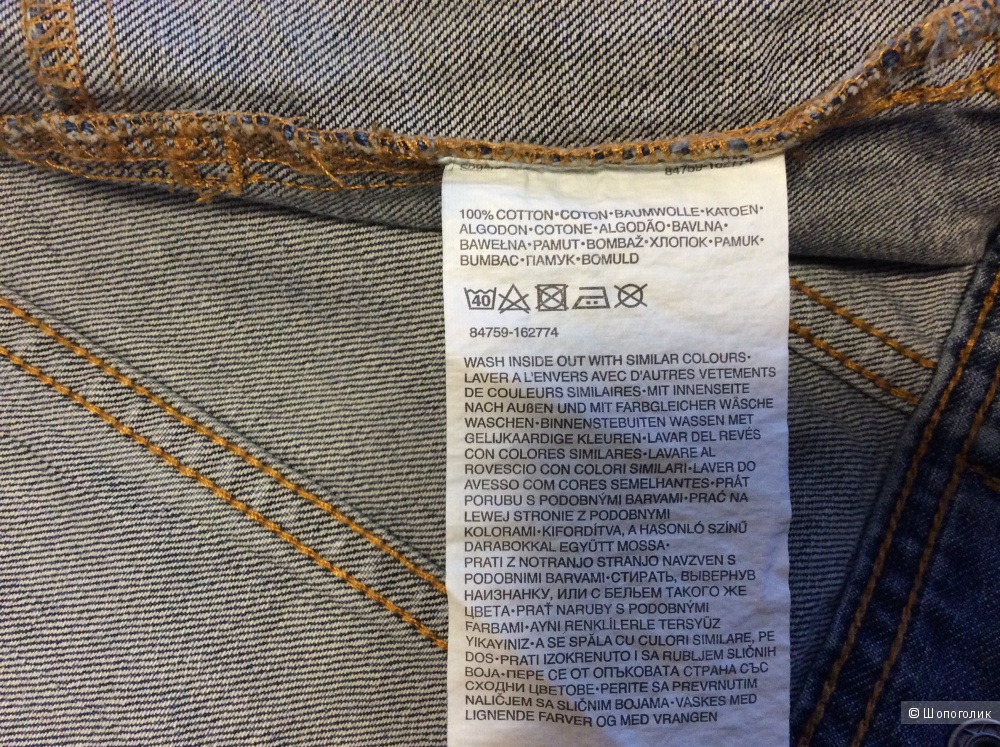 84759-162774
100% COTTON•COTON•BAUMWOLLE•KATOEN•
ALGODON•COTONE•ALGODÃO•BAVLNA•
BAWEŁNA•PAMUT•BOMBAŽ•ХЛОПОК•PAMUK•
BUMBAC•ПАМУК•BOMULD
40
84759-162774
WASH INSIDE OUT WITH SIMILAR COLOURS•
LAVER A L'ENVERS AVEC D'AUTRES VETEMENTS
DE COULEURS SIMILAIRES•MIT INNENSEITE
NACH AUßEN UND MIT FARBGLEICHER WÄSCHE
WASCHEN•BINNENSTEBUITEN WASSEN MET
GELIJKAARDIGE KLEUREN•LAVAR DEL REVÉS
CON COLORES SIMILARES•LAVARE AL
ROVESCIO CON COLORI SIMILARI•LAVER DO
AVESSO COM CORES SEMELHANTES•PRÁT
PORUBU S PODOBNÝMI BARVAMI•PRAĆ NA
LEWEJ STRONIE Z PODOBNYMI
KOLORAMI•KIFORDÍTVA, A HASONLÓ SZÍNŰ
DARABOKKAL EGYÜTT MOSSA•
PRATI Z NOTRANJO STRANJO NAVZVEN S
PODOBNIMI BARVAMI•СТИРАТЬ, ВЫВЕРНУВ
НАИЗНАНКУ, ИЛИ С БЕЛЬЕМ ТАКОГО ЖЕ
ЦВЕТА•PRAŤ NARUBY S PODOBNÝMI
FARBAMI•AYNI RENKLİLERLE TERSYÜZ
YIKAYINIZ•A SE SPĂLA CU CULORI SIMILARE, PE
DOS•PRATI IZOKRENUTO I SA RUBLJEM SLIČNIH
BOJA•ПЕРЕ СЕ ОТ ОПЪКОВАТА СТРАНА СЪС
СХОДНИ ЦВЕТОВЕ•PERITE SA PREVRNUTIM
NALIČJEM SA SLIČNIM BOJAMA•VASKES MED
LIGNENDE FARVER OG MED VRANGEN
© Шопоголик